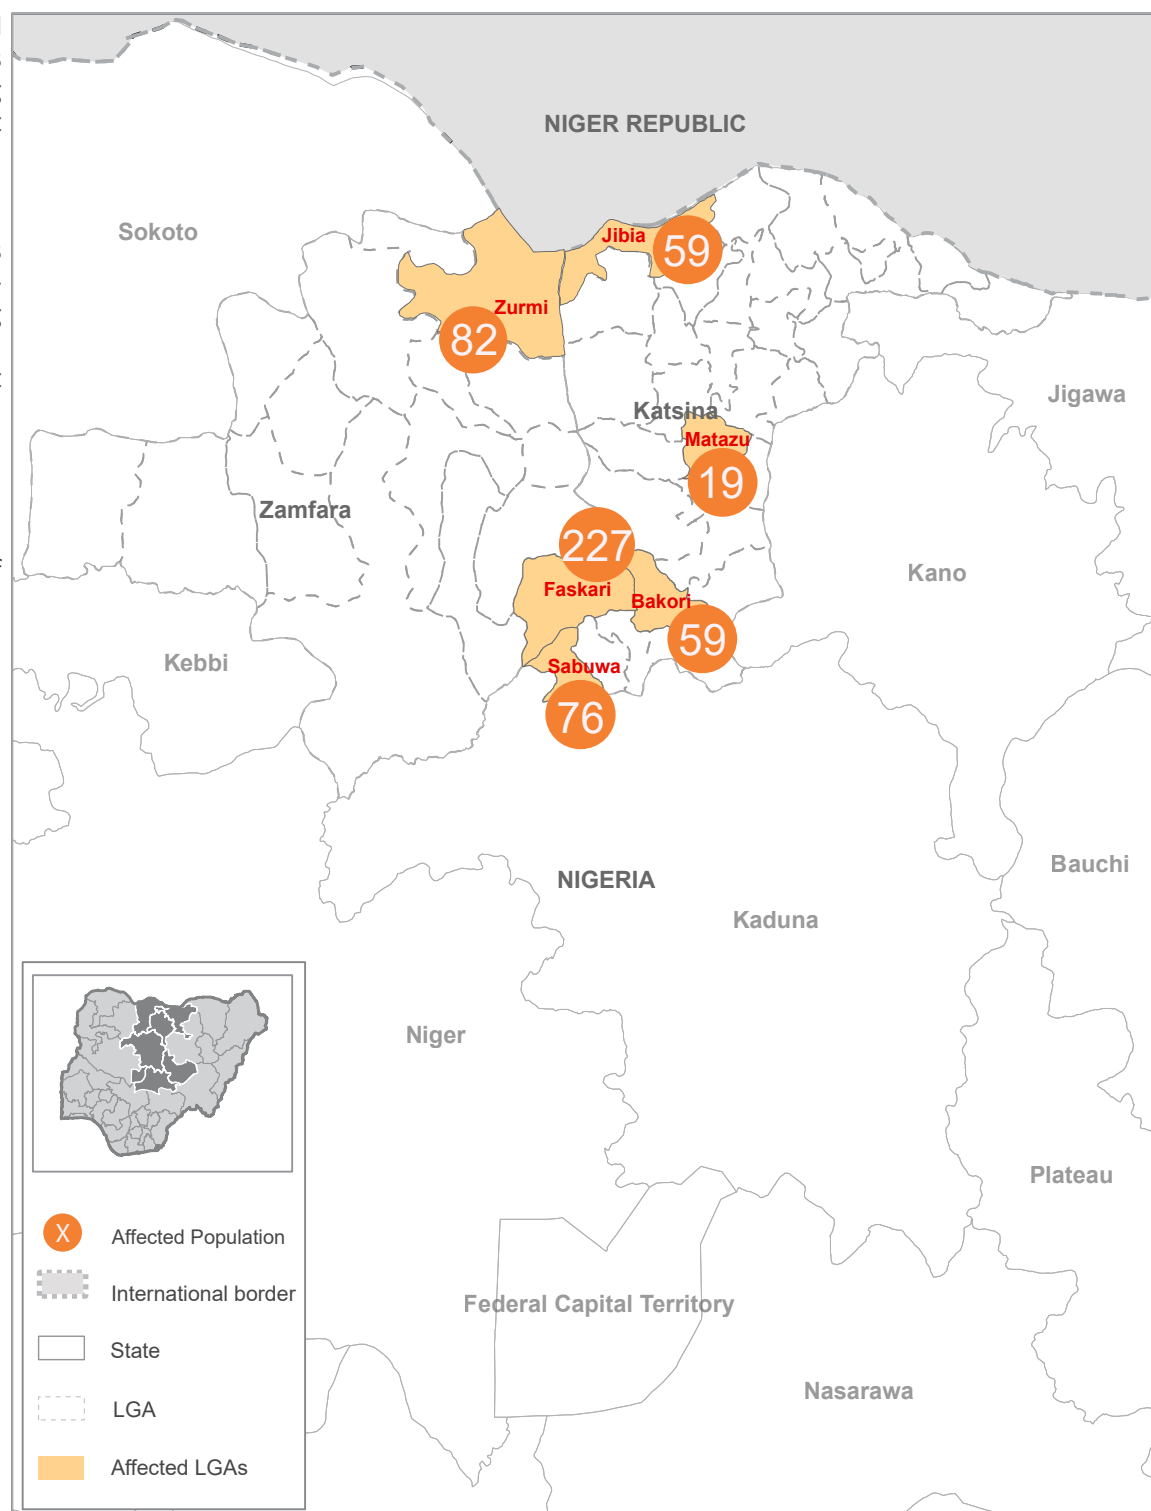 NIGER REPUBLIC
Sokoto
Jibia
59
Zurmi
82
Jigawa
Katsina
Matazu
19
Zamfara
227
Kano
Faskari
Bakori
59
Kebbi
Sabuwa
76
NIGERIA
Bauchi
Kaduna
Niger
Plateau
Federal Capital Territory
Nasarawa
X
Affected Population
International border
State
LGA
Affected LGAs